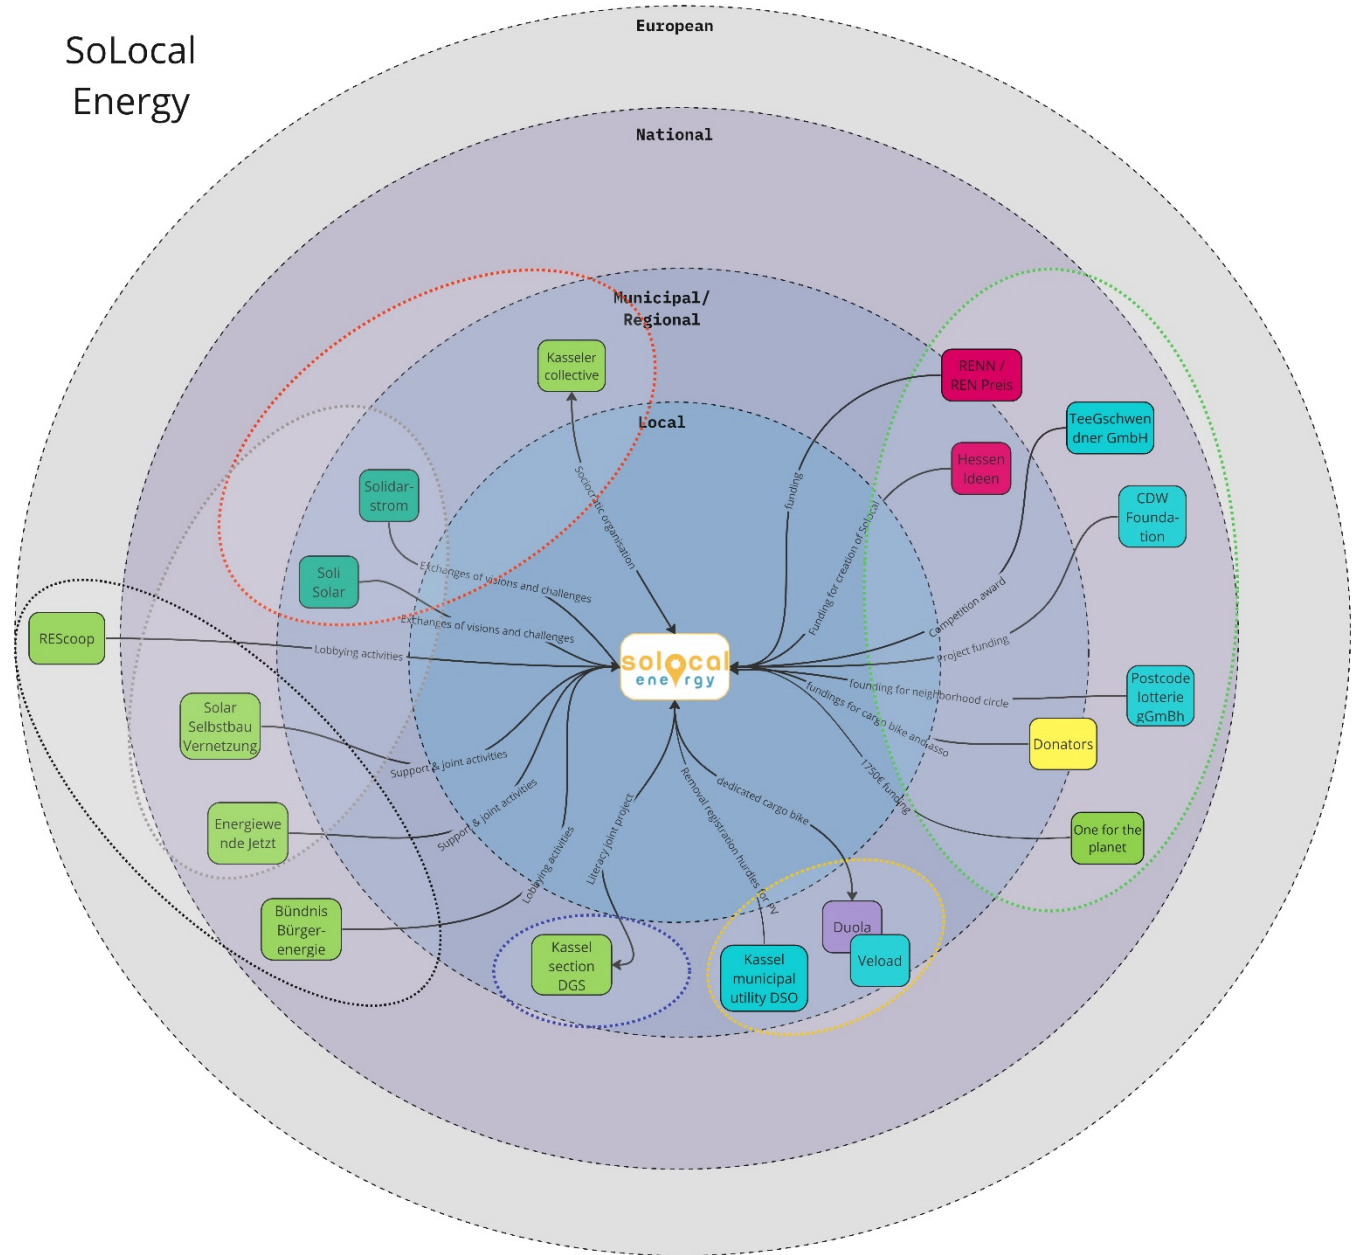 SoLocal
Energy
European
National
Municipal/
Regional
Local
Kasseler
collective
RENN /
REN Preis
TeeGschwen
dner GmbH
Hessen
Ideen
CDW
Founda-
tion
Solidar-
strom
Soli
Solar
REScoop
Solar
Selbstbau
Vernetzung
Energiewe
nde Jetzt
Bündnis
Bürger-
energie
Kassel
section
DGS
Kassel
municipal
utility DSO
Duola
Veload
Postcode
lotterie
gGmBh
Donators
One for the
planet
solocal
energy
Sociocratic organisation
funding
Funding for creation of Solocal
Competition award
Project funding
founding for neighborhood circle
fundings for cargo bike and asso
1750€ funding
dedicated cargo bike
Removal registration hurdles for PV
Literacy joint project
Lobbying activities
Support & joint activities
Support & joint activities
Lobbying activities
Exchanges of visions and challenges
Exchanges of visions and challenges